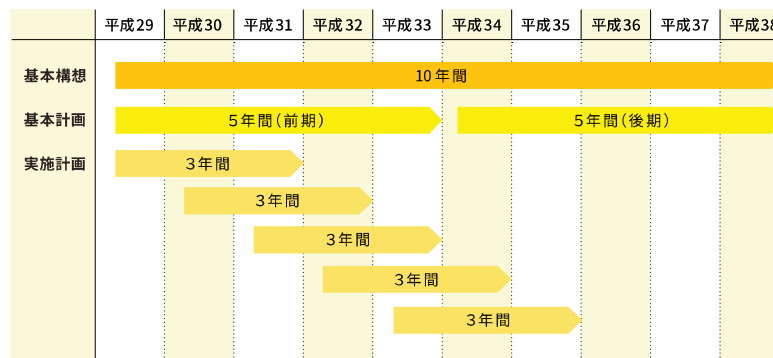 平成29 平成30 平成31 平成32 平成33 平成34 平成35 平成36 平成37 平成38
基本構想 10年間
基本計画 5年間(前期) 5年間(後期)
実施計画 3年間
3年間
3年間
3年間
3年間